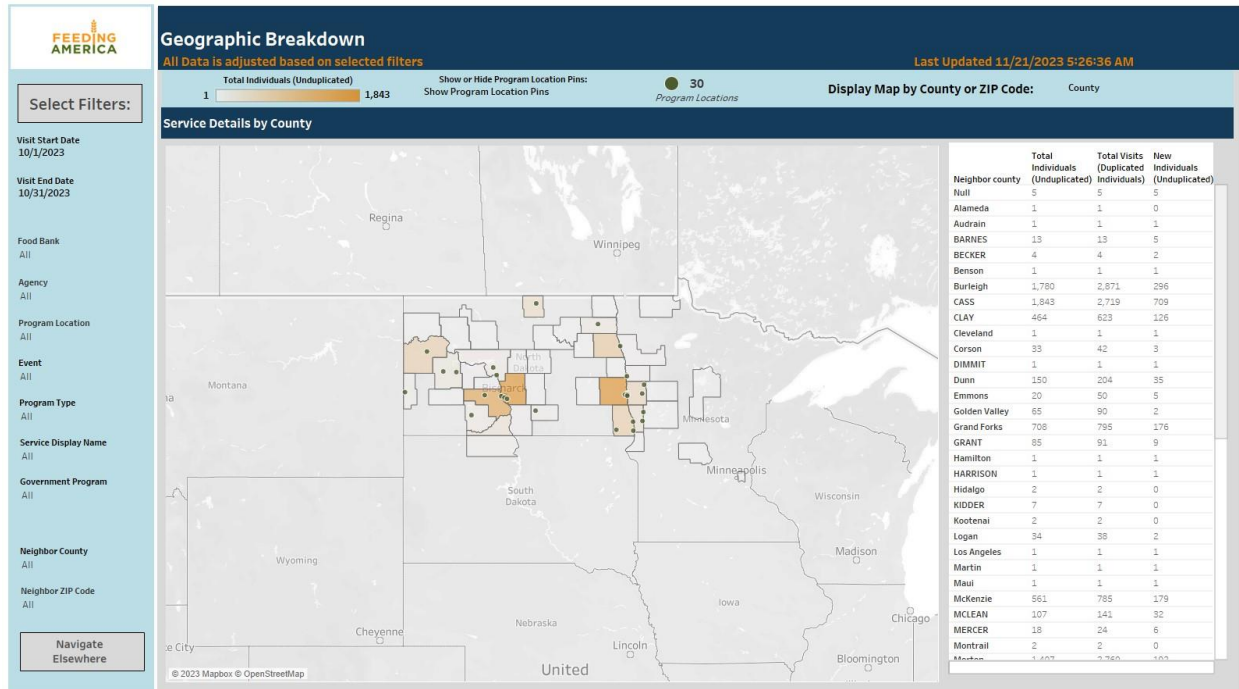 FEEDING
AMERICA
Geographic Breakdown
All Data is adjusted based on selected filters
Last Updated 11/21/2023 5:26:36 AM
Select Filters:
Visit Start Date
10/1/2023
Visit End Date
10/31/2023
Food Bank
All
Agency
All
Program Location
All
Event
All
Program Type
All
Service Display Name
All
Government Program
All
Neighbor County
All
Neighbor ZIP Code
All
Navigate
Elsewhere
Total Individuals (Unduplicated)
1 1,843
Show or Hide Program Location Pins:
Show Program Location Pins
30
Program Locations
Display Map by County or ZIP Code: County
Service Details by County
Regina
Winnipeg
Montana
North
Dakota
Bismarck
Minnesota
Minneapolis
South
Dakota
Wisconsin
Wyoming
Madison
Iowa
Chicago
Nebraska
Cheyenne
Lincoln
e City
Bloomington
United
© 2023 Mapbox © OpenStreetMap
Neighbor county Total Individuals (Unduplicated) Total Visits (Duplicated Individuals) New Individuals (Unduplicated)
Null 5 5 5
Alameda 1 1 0
Audrain 1 1 1
BARNES 13 13 5
BECKER 4 4 2
Benson 1 1 1
Burleigh 1,780 2,871 296
CASS 1,843 2,719 709
CLAY 464 623 126
Cleveland 1 1 1
Corson 33 42 3
DIMMIT 1 1 1
Dunn 150 204 35
Emmons 20 50 5
Golden Valley 65 90 2
Grand Forks 708 795 176
GRANT 85 91 9
Hamilton 1 1 1
HARRISON 1 1 1
Hidalgo 2 2 0
KIDDER 7 7 0
Kootenai 2 2 0
Logan 34 38 2
Los Angeles 1 1 1
Martin 1 1 1
Maui 1 1 1
McKenzie 561 785 179
MCLEAN 107 141 32
MERCER 18 24 6
Montrail 2 2 0
Morton